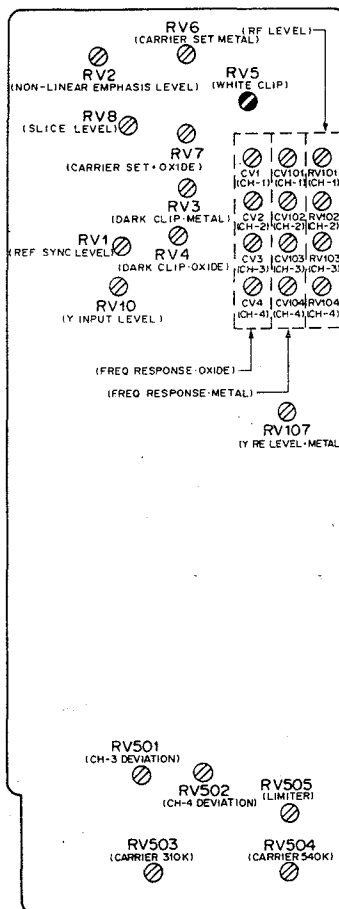 RV6
(CARRIER SET METAL)
(RF LEVEL)
RV2
(NON-LINEAR EMPHASIS LEVEL)
RV5
(WHITE CLIP)
RV8
(SLICE LEVEL)
RV7
(CARRIER SET·OXIDE)
CV1
(CH-1)
CV101
(CH-1)
RV101
(CH-1)
RV3
(DARK CLIP·METAL)
CV2
(CH-2)
CV102
(CH-2)
RV102
(CH-2)
RV1
(REF SYNC LEVEL)
RV4
(DARK CLIP·OXIDE)
CV3
(CH-3)
CV103
(CH-3)
RV103
(CH-3)
RV10
(Y INPUT LEVEL)
CV4
(CH-4)
CV104
(CH-4)
RV104
(CH-4)
(FREQ RESPONSE·OXIDE)
(FREQ RESPONSE·METAL)
RV107
(Y RE LEVEL·METAL
RV501
(CH-3 DEVIATION)
RV502
(CH-4 DEVIATION)
RV505
(LIMITER)
RV503
(CARRIER 310K)
RV504
(CARRIER 540K)